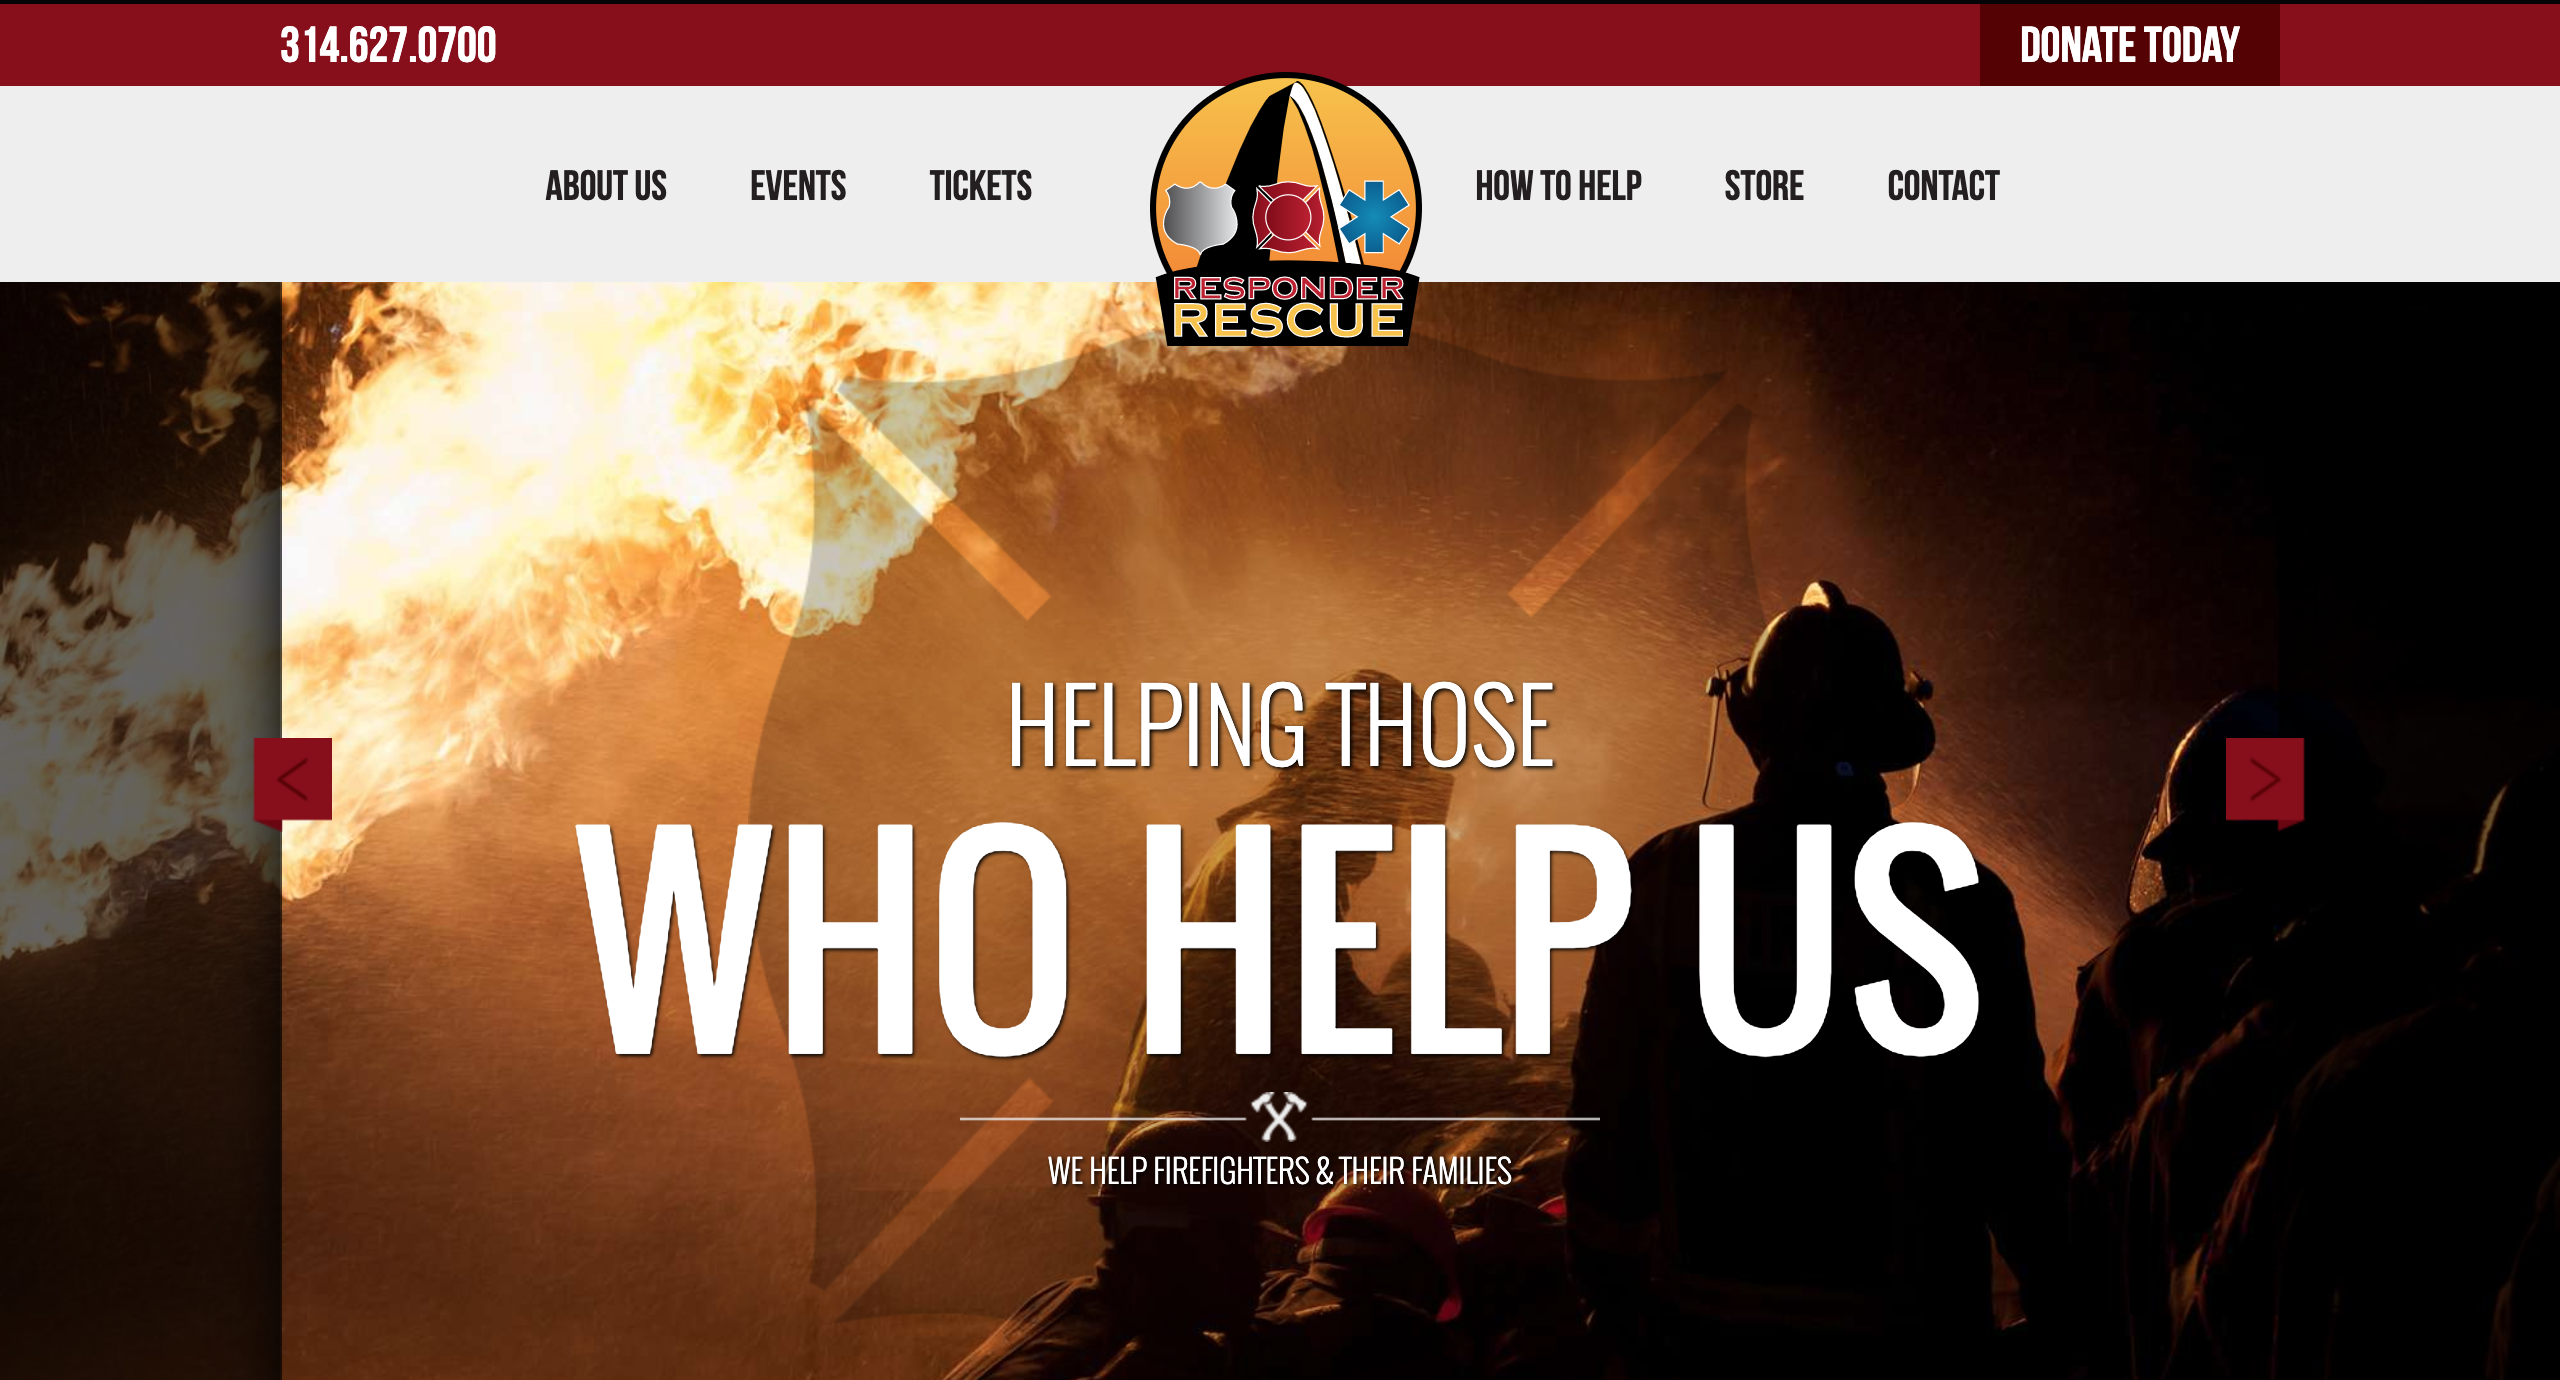 314.627.0700
DONATE TODAY
ABOUT US
EVENTS
TICKETS
RESPONDER
RESCUE
HOW TO HELP
STORE
CONTACT
HELPING THOSE
WHO HELP US
WE HELP FIREFIGHTERS & THEIR FAMILIES